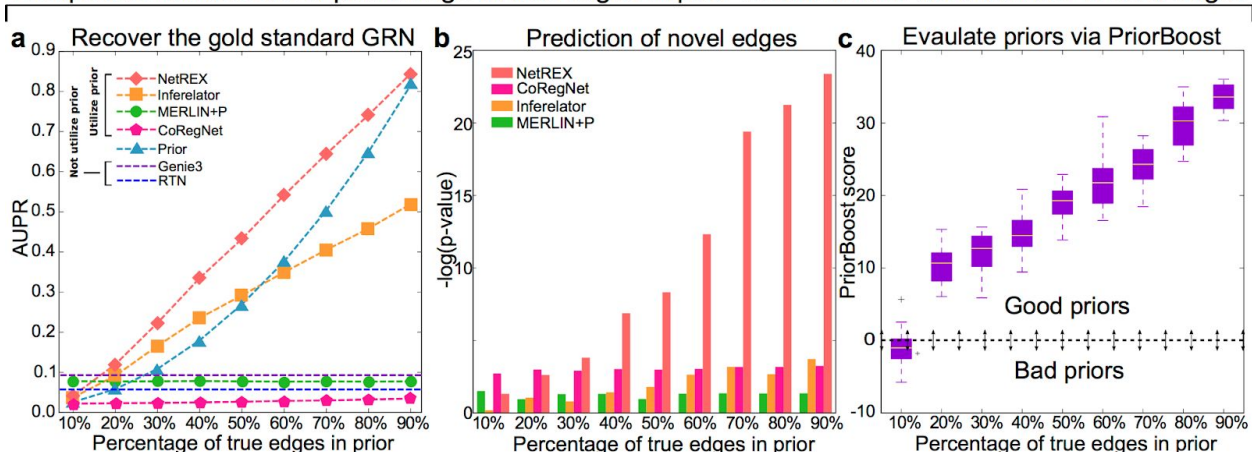 a Recover the gold standard GRN
0.9
0.8
0.7
0.6
0.5
0.4
0.3
0.2
0.1
0.0
AUPR
Not utilize prior
Utilize prior
NetREX
Inferelator
MERLIN+P
CoRegNet
Prior
Genie3
RTN
10% 20% 30% 40% 50% 60% 70% 80% 90%
Percentage of true edges in prior
b Prediction of novel edges
-25
20
15
10
5
0
-log(p-value)
NetREX
CoRegNet
Inferelator
MERLIN+P
10% 20% 30% 40% 50% 60% 70% 80% 90%
Percentage of true edges in prior
c Evaulate priors via PriorBoost
40
30
20
10
0
-10
PriorBoost score
Good priors
Bad priors
10% 20% 30% 40% 50% 60% 70% 80% 90%
Percentage of true edges in prior